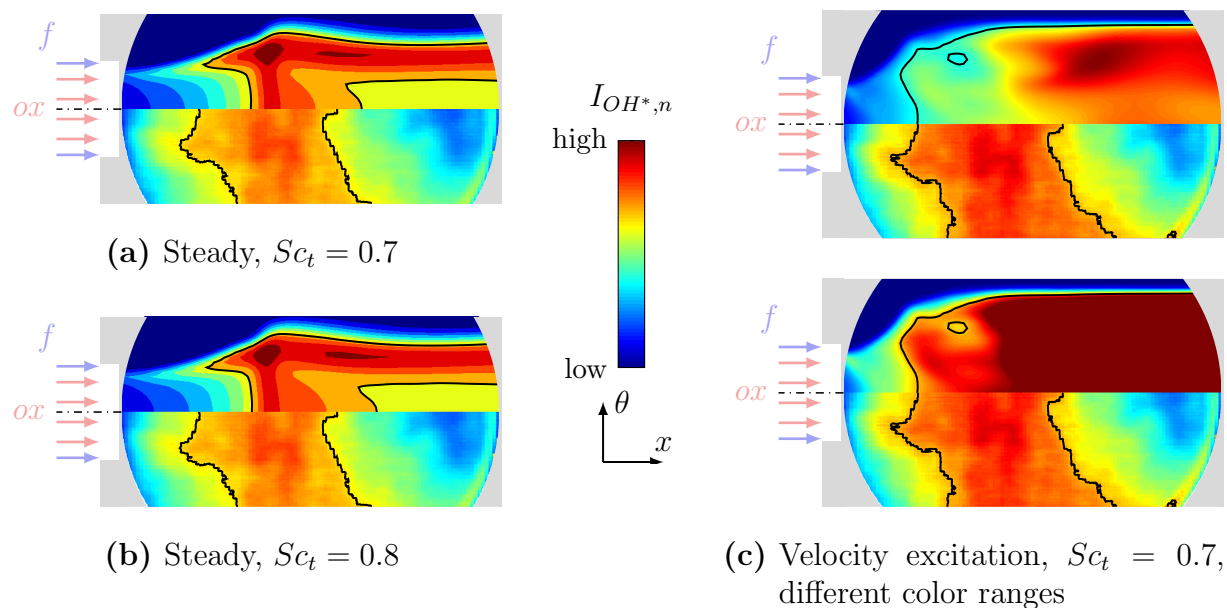 f
ox
(a) Steady, Sc_t = 0.7
f
ox
(b) Steady, Sc_t = 0.8
I_{OH*,n}
high
low
θ
x
f
ox
f
ox
(c) Velocity excitation, Sc_t = 0.7,
different color ranges